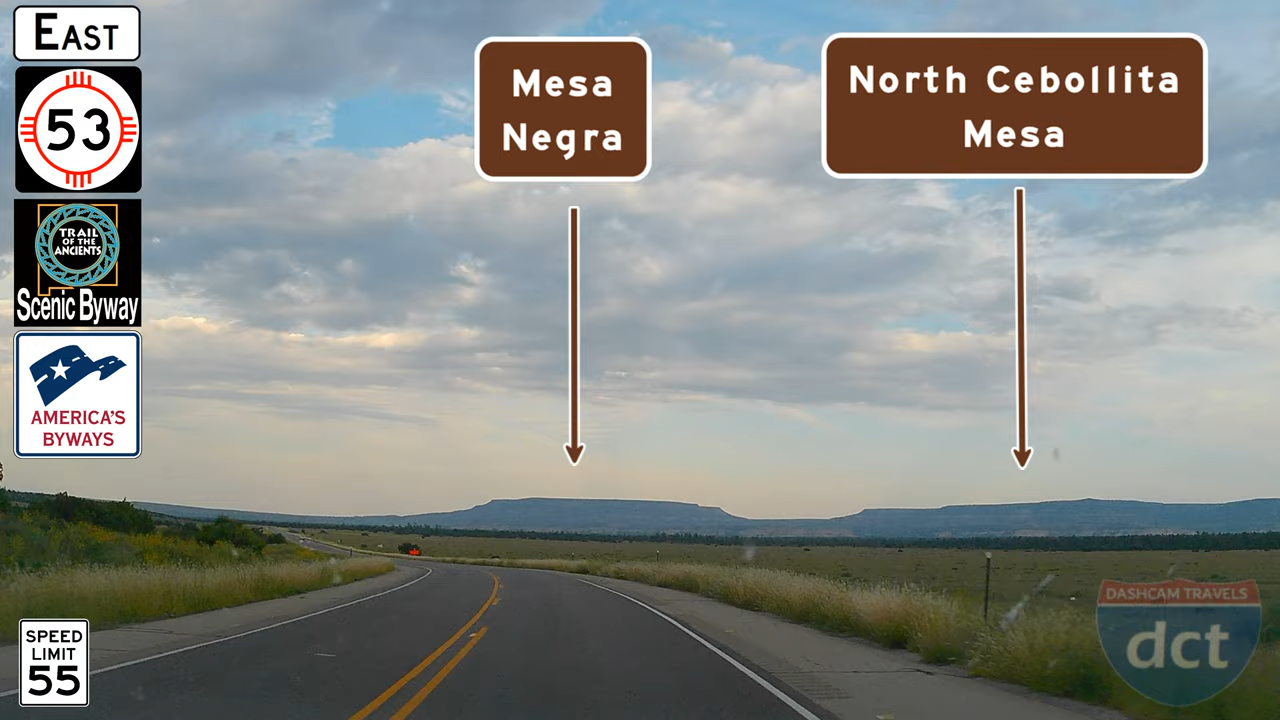 EAST
53
TRAIL
OF THE
ANCIENTS
Scenic Byway
AMERICA'S
BYWAYS
Mesa
Negra
North Cebollita
Mesa
SPEED
LIMIT
55
DASHCAM TRAVELS
dct